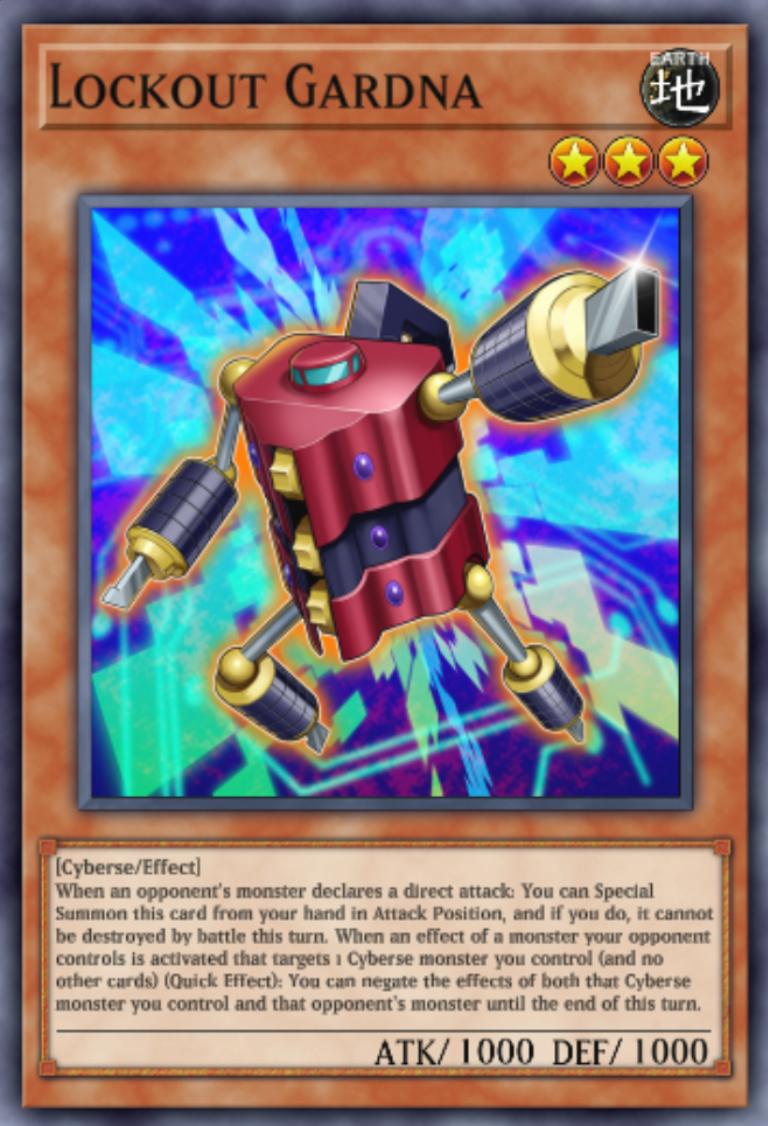 Lockout Gardna
EARTH
地
[Cyberse/Effect]
When an opponent's monster declares a direct attack: You can Special
Summon this card from your hand in Attack Position, and if you do, it cannot
be destroyed by battle this turn. When an effect of a monster your opponent
controls is activated that targets 1 Cyberse monster you control (and no
other cards) (Quick Effect): You can negate the effects of both that Cyberse
monster you control and that opponent's monster until the end of this turn.
ATK/ 1000 DEF/ 1000